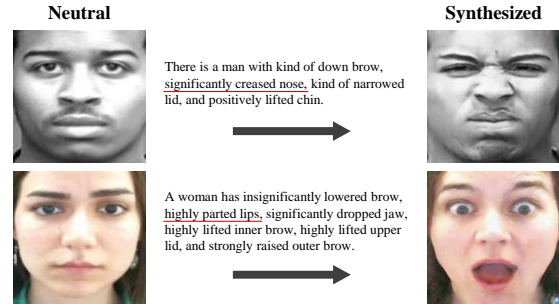 Neutral
Synthesized
There is a man with kind of down brow,
significantly creased nose, kind of narrowed
lid, and positively lifted chin.
A woman has insignificantly lowered brow,
highly parted lips, significantly dropped jaw,
highly lifted inner brow, highly lifted upper
lid, and strongly raised outer brow.